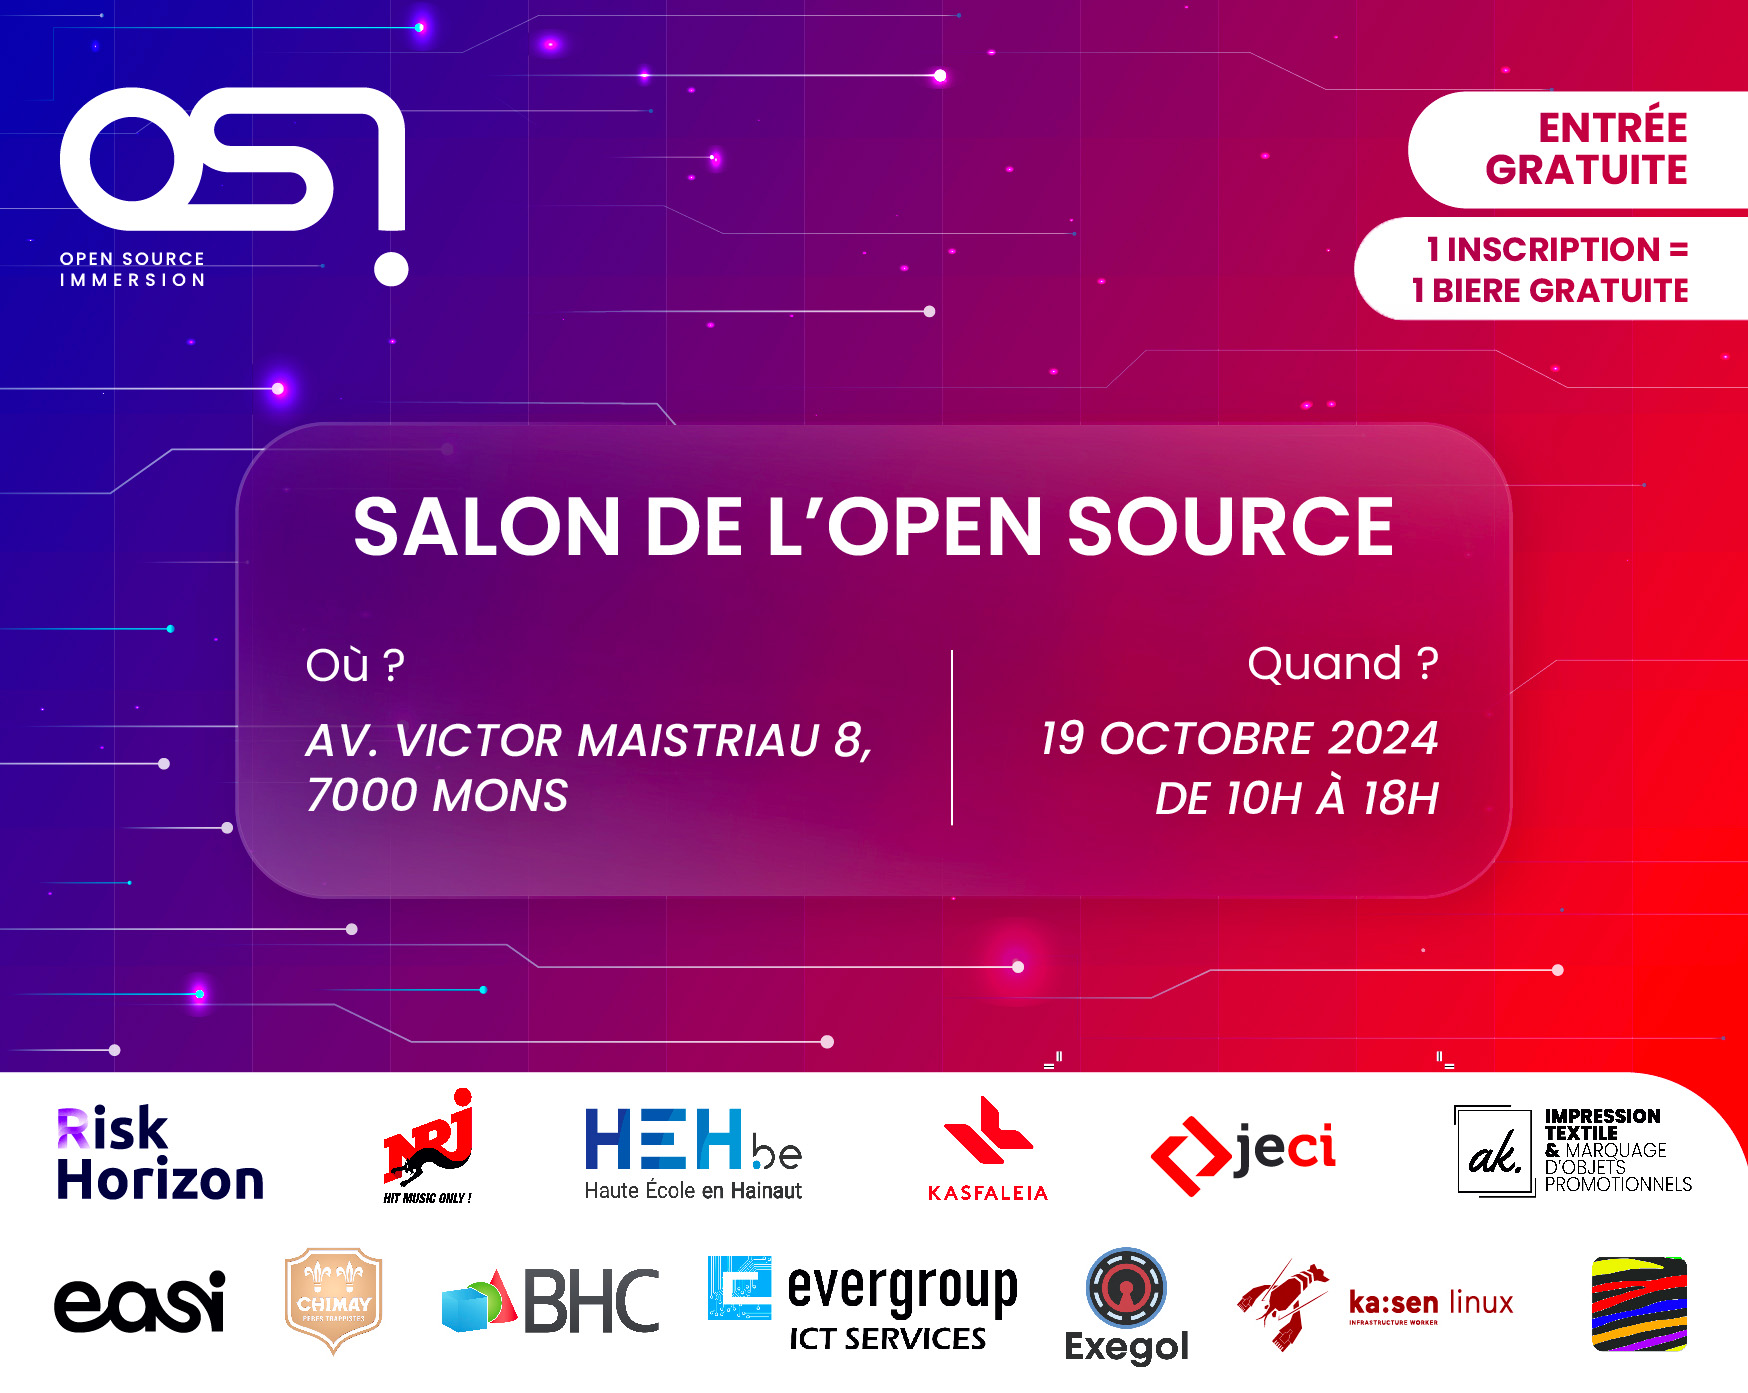 OSI
OPEN SOURCE
IMMERSION
ENTRÉE
GRATUITE
1 INSCRIPTION =
1 BIERE GRATUITE
SALON DE L’OPEN SOURCE
Où ?
AV. VICTOR MAISTRIAU 8,
7000 MONS
Quand ?
19 OCTOBRE 2024
DE 10H À 18H
Risk
Horizon
NRJ
HIT MUSIC ONLY !
HEH.be
Haute École en Hainaut
KASFALEIA
jeci
ak.
IMPRESSION
TEXTILE
& MARQUAGE
D'OBJETS
PROMOTIONNELS
easi
CHIMAY
PERES TRAPPISTES
BHC
evergroup
ICT SERVICES
Exegol
ka:sen linux
INFRASTRUCTURE WORKER